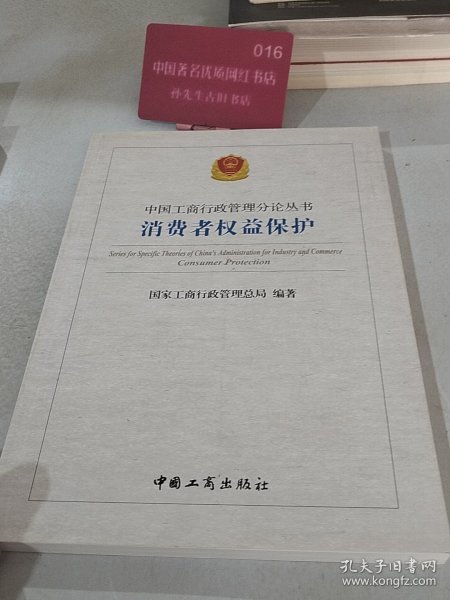 016
中国著名优质网红书店
孙先生古旧书店
中国工商行政管理分论丛书
消费者权益保护
Series for Specific Theories of China's Administration for Industry and Commerce
Consumer Protection
国家工商行政管理总局 编著
中国工商出版社
孔夫子旧书网
www.kongfz.com